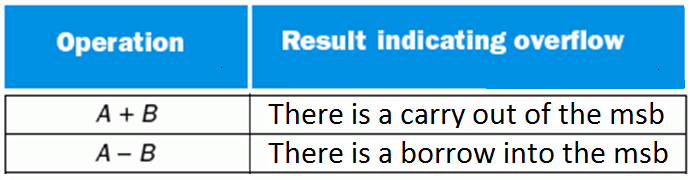 Operation Result indicating overflow
A + B There is a carry out of the msb
A – B There is a borrow into the msb